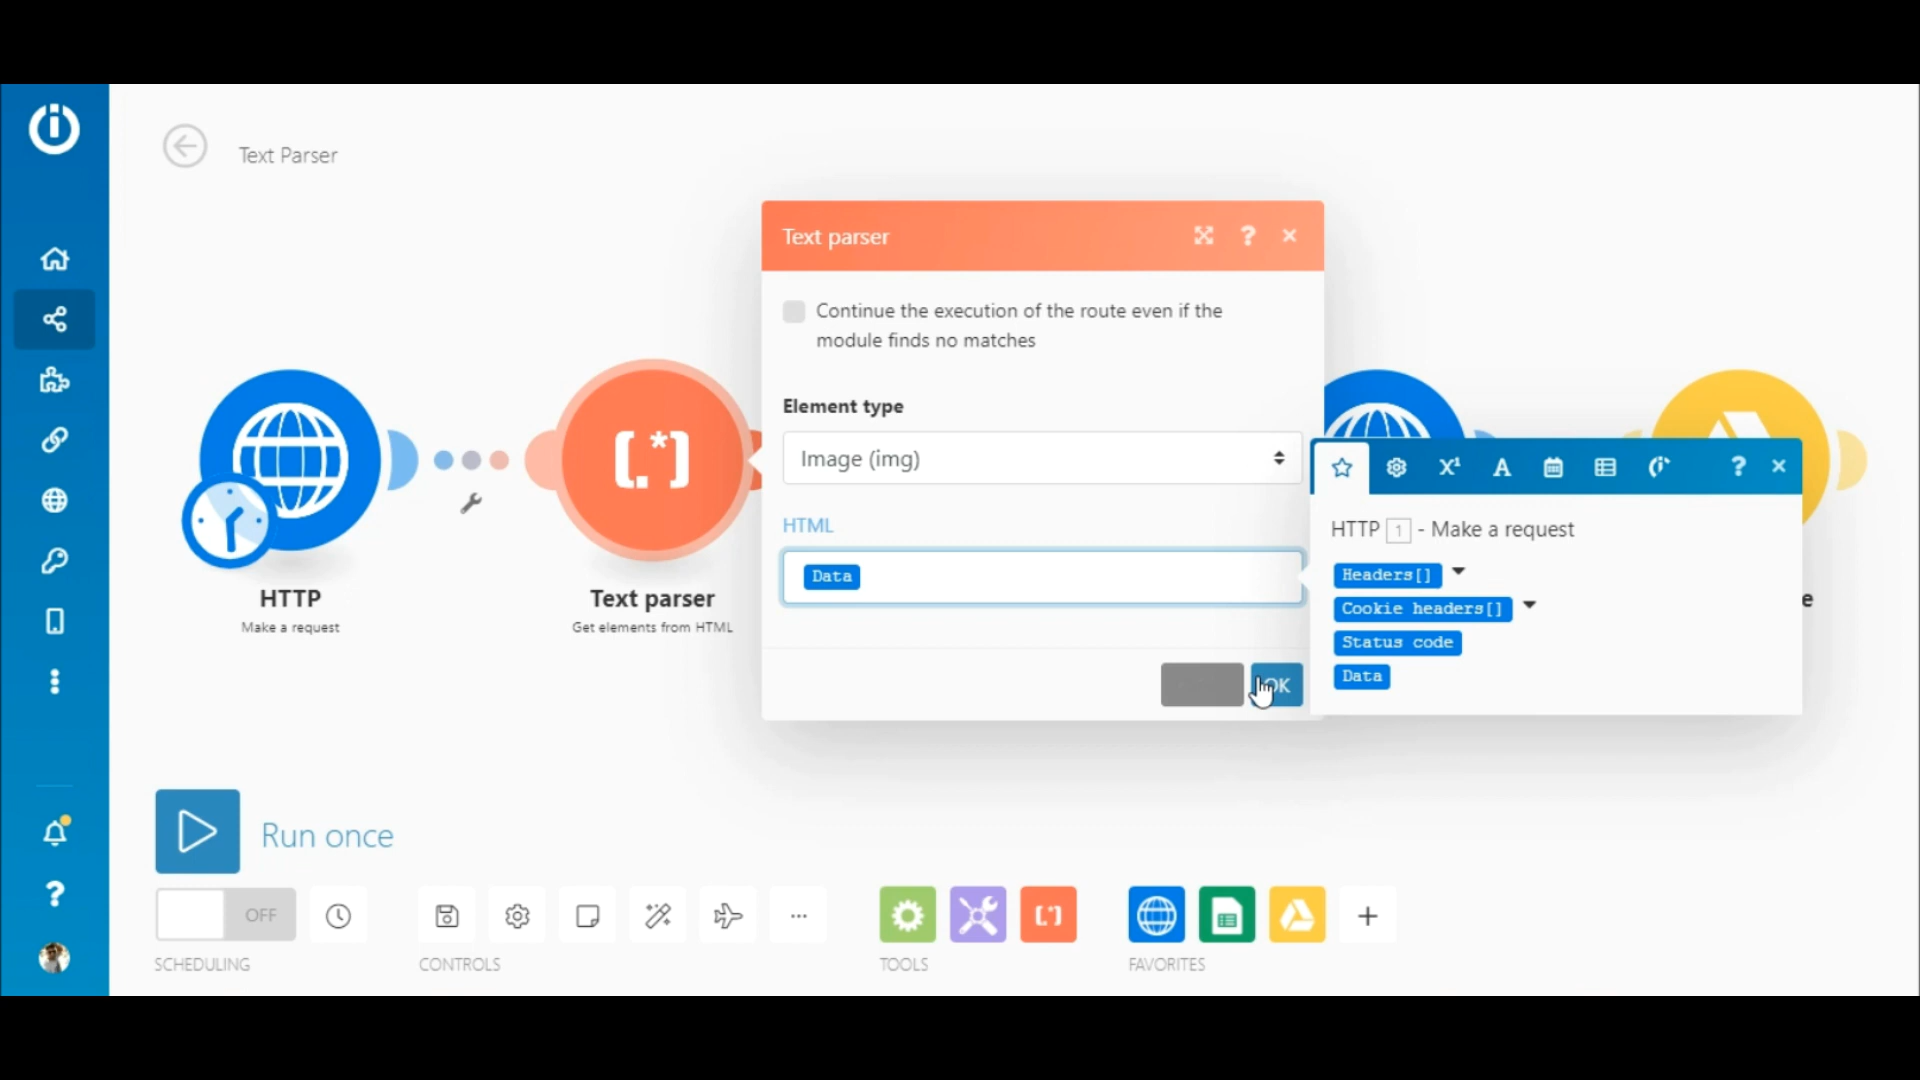 Text Parser
Text parser
Continue the execution of the route even if the
module finds no matches
Element type
Image (img)
HTML
Data
OK
HTTP 1 - Make a request
Headers[]
Cookie headers[]
Status code
Data
HTTP
Make a request
[.*]
Text parser
Get elements from HTML
e
Run once
OFF
SCHEDULING
CONTROLS
TOOLS
FAVORITES